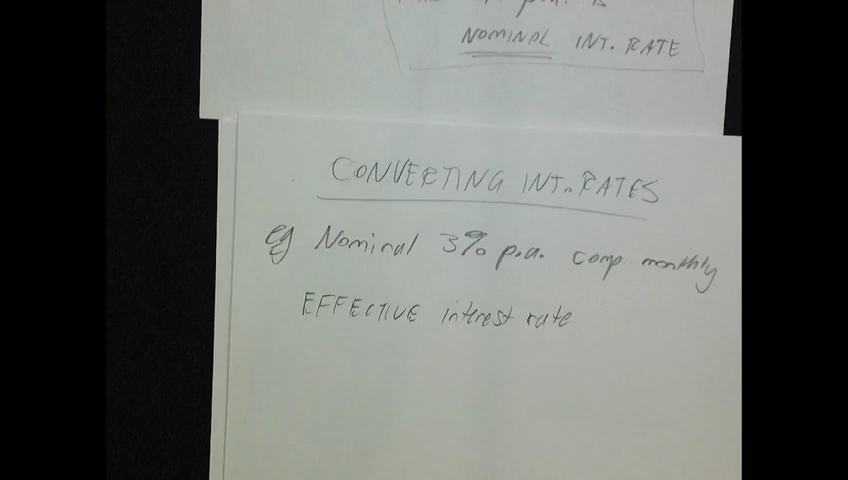 NOMINAL INT. RATE
CONVERTING INT. RATES
eg Nominal 3% p.a. comp. monthly
EFFECTIVE interest rate